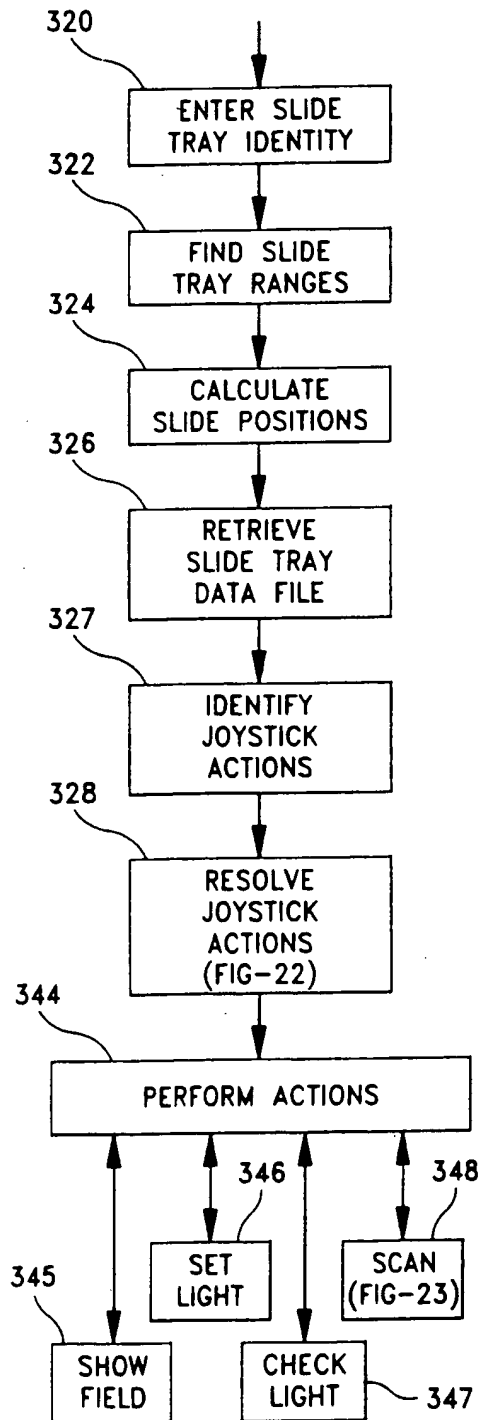 320
ENTER SLIDE
TRAY IDENTITY
322
FIND SLIDE
TRAY RANGES
324
CALCULATE
SLIDE POSITIONS
326
RETRIEVE
SLIDE TRAY
DATA FILE
327
IDENTIFY
JOYSTICK
ACTIONS
328
RESOLVE
JOYSTICK
ACTIONS
(FIG-22)
344
PERFORM ACTIONS
346
SET
LIGHT
348
SCAN
(FIG-23)
345
SHOW
FIELD
CHECK
LIGHT
347